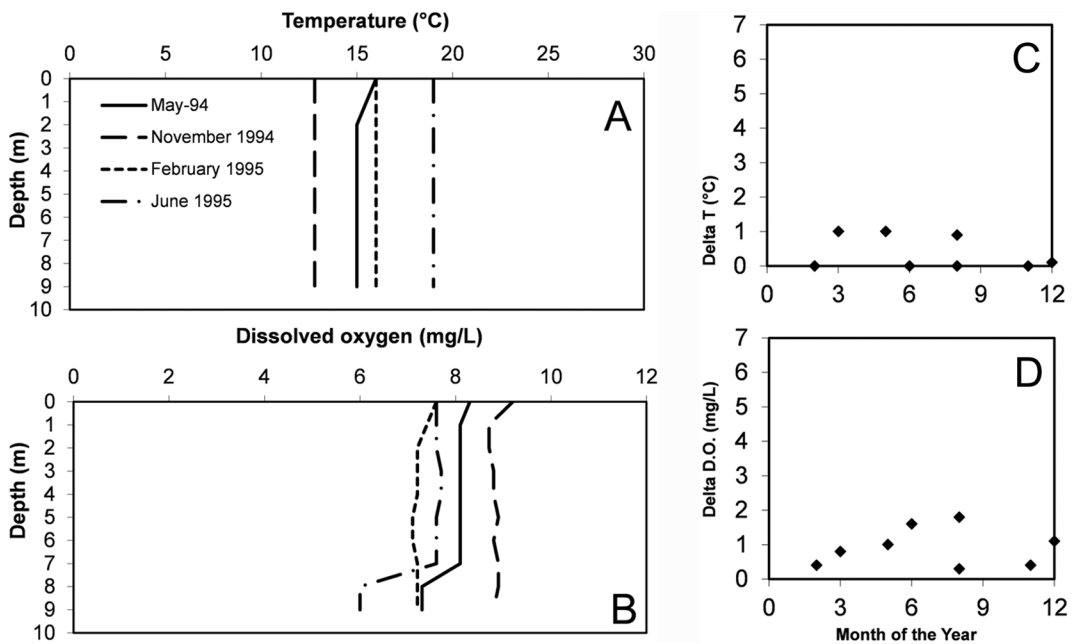 Temperature (°C)
0 5 10 15 20 25 30
0
1
2
3
4
5
6
7
8
9
10
Depth (m)
May-94
November 1994
February 1995
June 1995
A
Dissolved oxygen (mg/L)
0 2 4 6 8 10 12
0
1
2
3
4
5
6
7
8
9
10
Depth (m)
B
7
6
5
4
3
2
1
0
Delta T (°C)
C
0 3 6 9 12
7
6
5
4
3
2
1
0
Delta D.O. (mg/L)
D
0 3 6 9 12
Month of the Year